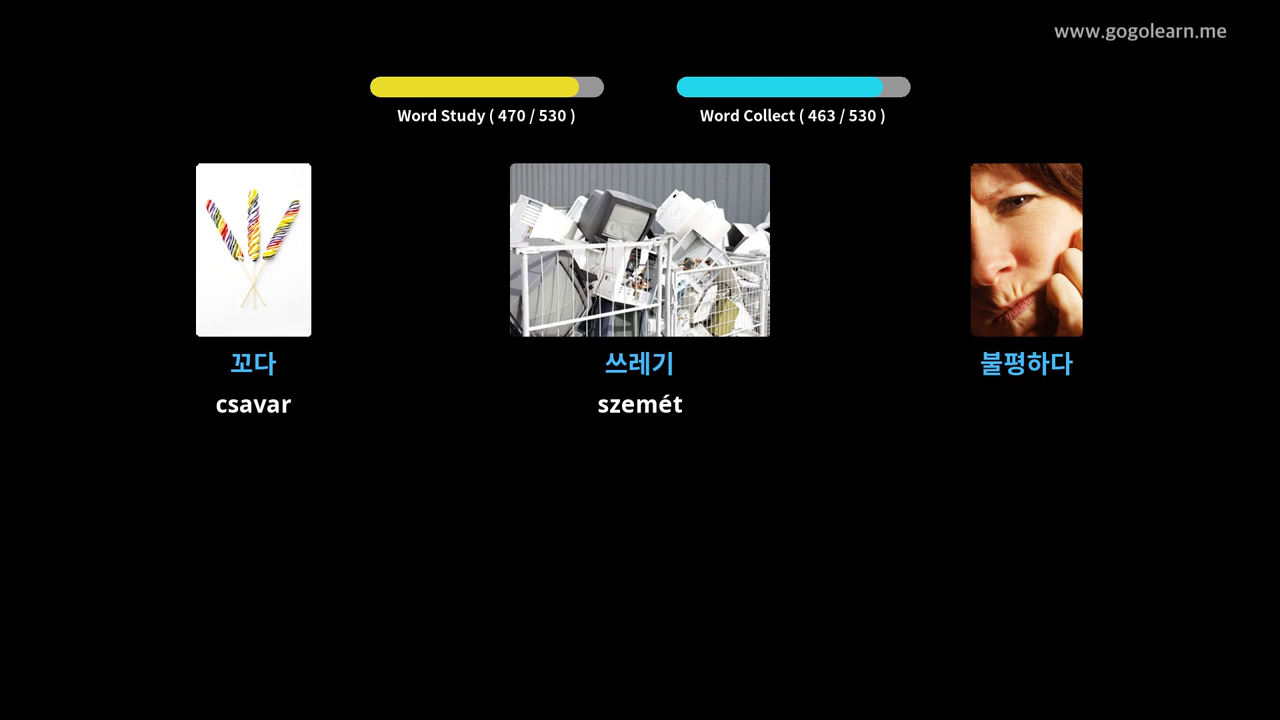 www.gogolearn.me
Word Study ( 470 / 530 )
Word Collect ( 463 / 530 )
꼬다
쓰레기
불평하다
csavar
szemét